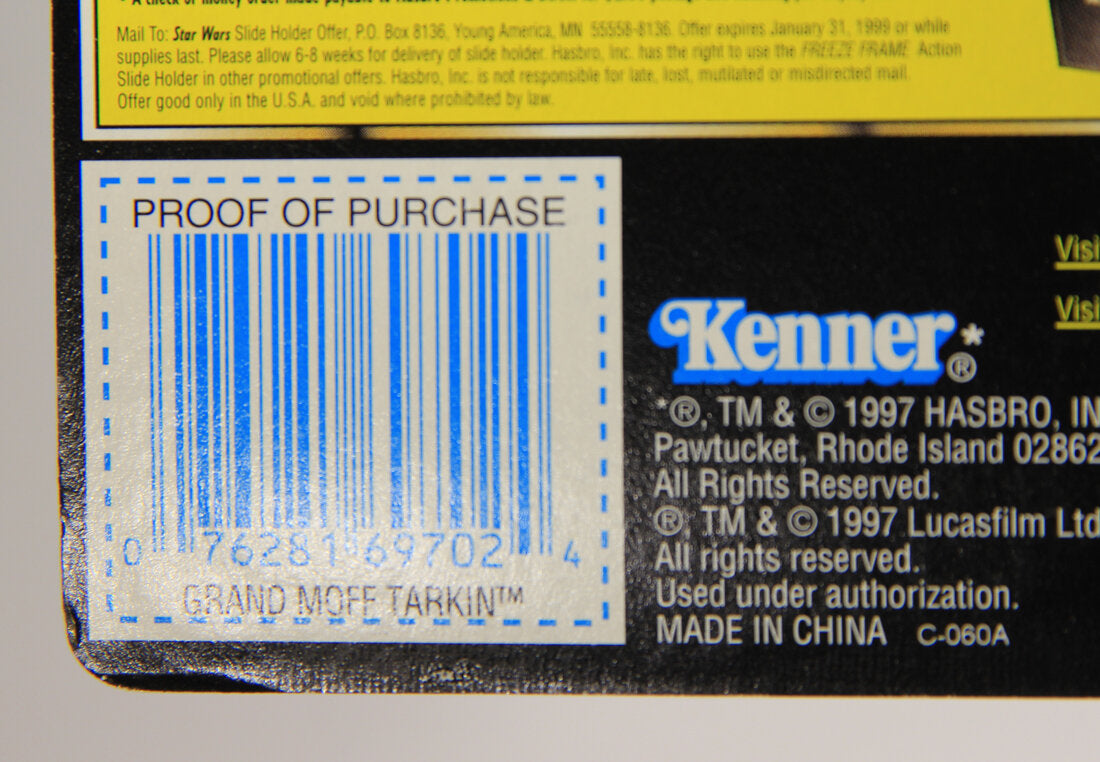 Mail To: Star Wars Slide Holder Offer, P.O. Box 8136, Young America, MN 55558-8136. Offer expires January 31, 1999 or while
supplies last. Please allow 6-8 weeks for delivery of slide holder. Hasbro, Inc. has the right to use the FREEZE FRAME Action
Slide Holder in other promotional offers. Hasbro, Inc. is not responsible for late, lost, mutilated or misdirected mail.
Offer good only in the U.S.A. and void where prohibited by law.
PROOF OF PURCHASE
0 76281 69702 4
GRAND MOFF TARKIN™
Visi
Visi
Kenner*®
*®, TM & © 1997 HASBRO, IN
Pawtucket, Rhode Island 02862
All Rights Reserved.
® TM & © 1997 Lucasfilm Ltd
All rights reserved.
Used under authorization.
MADE IN CHINA C-060A